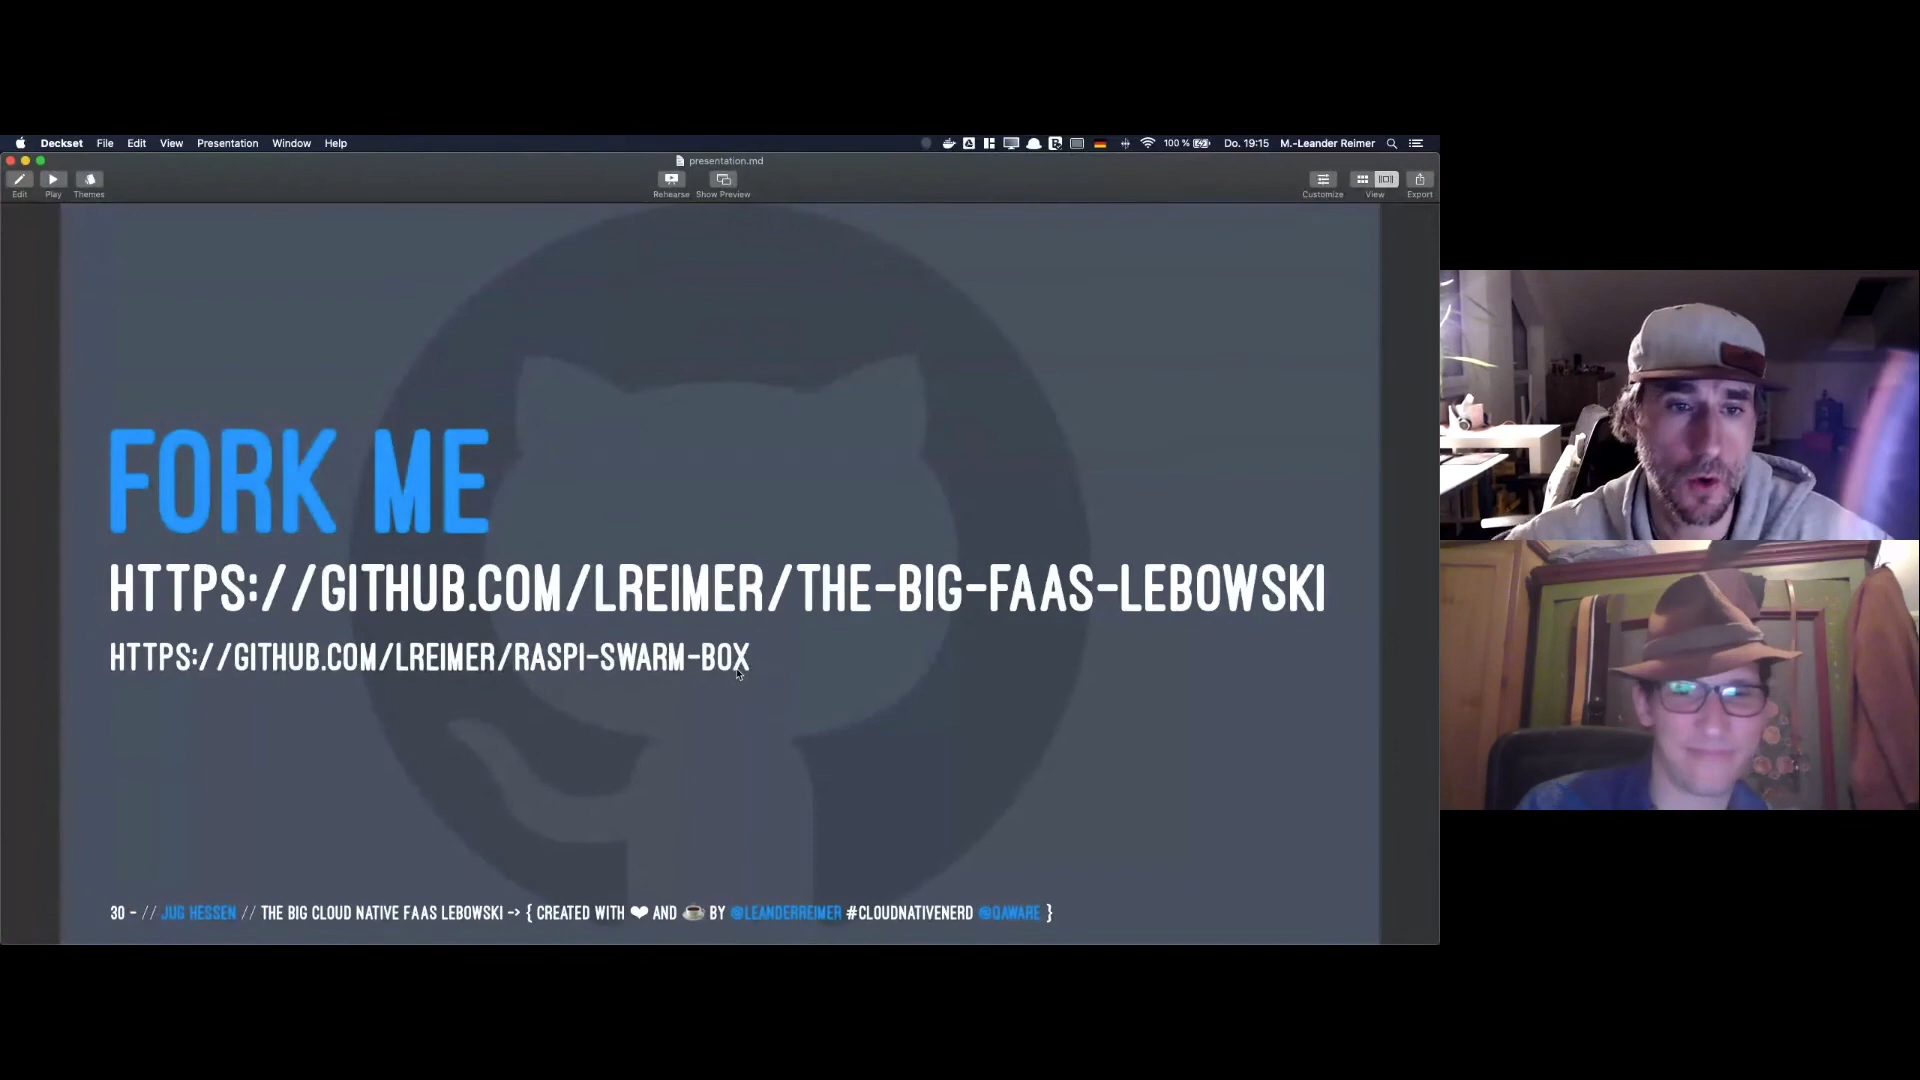 Deckset File Edit View Presentation Window Help 100 % Do. 19:15 M.-Leander Reimer
presentation.md
Edit Play Themes Rehearse Show Preview Customize View Export
FORK ME
HTTPS://GITHUB.COM/LREIMER/THE-BIG-FAAS-LEBOWSKI
HTTPS://GITHUB.COM/LREIMER/RASPI-SWARM-BOX
30 - // JUG HESSEN // THE BIG CLOUD NATIVE FAAS LEBOWSKI -> { CREATED WITH ❤ AND ☕ BY @LEANDERREIMER #CLOUDNATIVENERD @QAWARE }